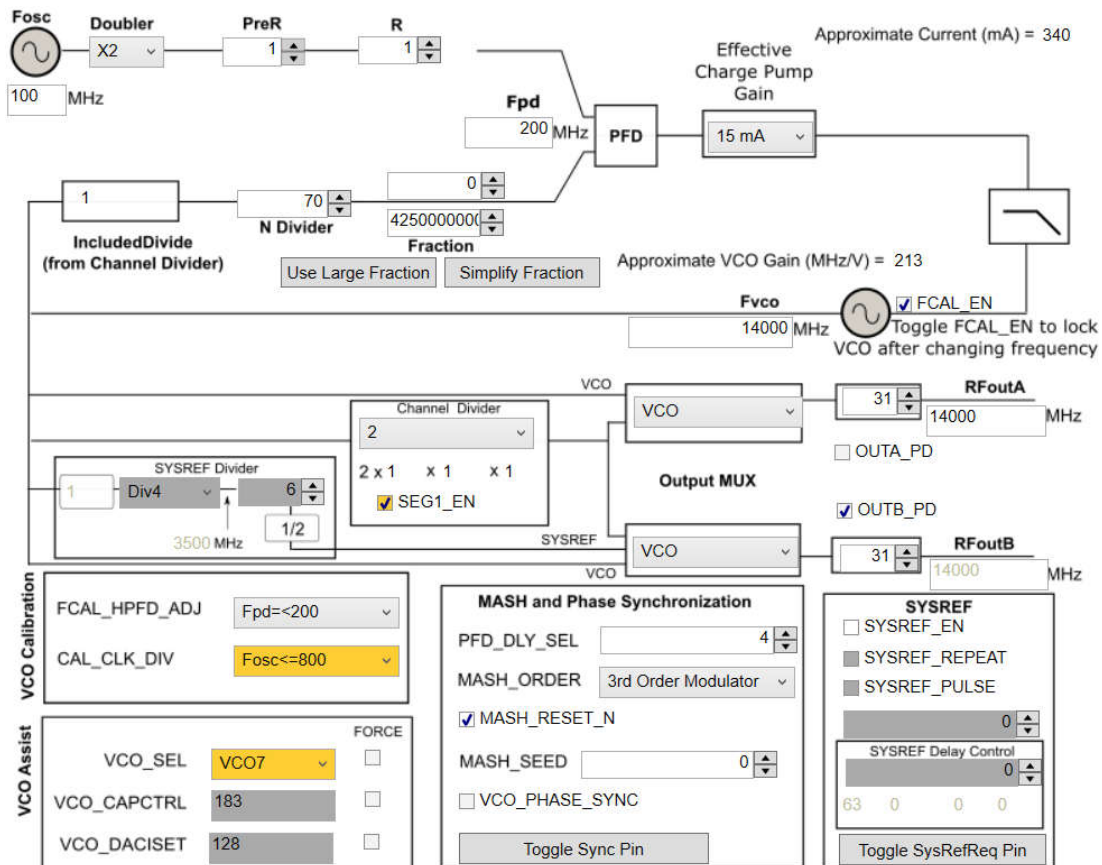 Fosc
Doubler
PreR
R
Approximate Current (mA) = 340
X2
1
1
Effective
Charge Pump
Gain
100 MHz
Fpd
200 MHz
PFD
15 mA
1
70
0
N Divider
IncludedDivide
(from Channel Divider)
Fraction
Use Large Fraction
Simplify Fraction
Approximate VCO Gain (MHz/V) = 213
Fvco
FCAL_EN
14000 MHz
Toggle FCAL_EN to lock
VCO after changing frequency
VCO
RFoutA
Channel Divider
VCO
31
14000 MHz
2
SYSREF Divider
2 x 1 x 1 x 1
OUTA_PD
1
Div4
6
SEG1_EN
Output MUX
OUTB_PD
3500 MHz
1/2
SYSREF
VCO
31
RFoutB
VCO
14000 MHz
VCO Calibration
FCAL_HPFD_ADJ
Fpd=<200
CAL_CLK_DIV
Fosc<=800
MASH and Phase Synchronization
PFD_DLY_SEL
4
MASH_ORDER
3rd Order Modulator
MASH_RESET_N
MASH_SEED
0
VCO_PHASE_SYNC
Toggle Sync Pin
SYSREF
SYSREF_EN
SYSREF_REPEAT
SYSREF_PULSE
0
SYSREF Delay Control
0
63 0 0 0
Toggle SysRefReq Pin
VCO Assist
FORCE
VCO_SEL
VCO7
VCO_CAPCTRL
183
VCO_DACISET
128